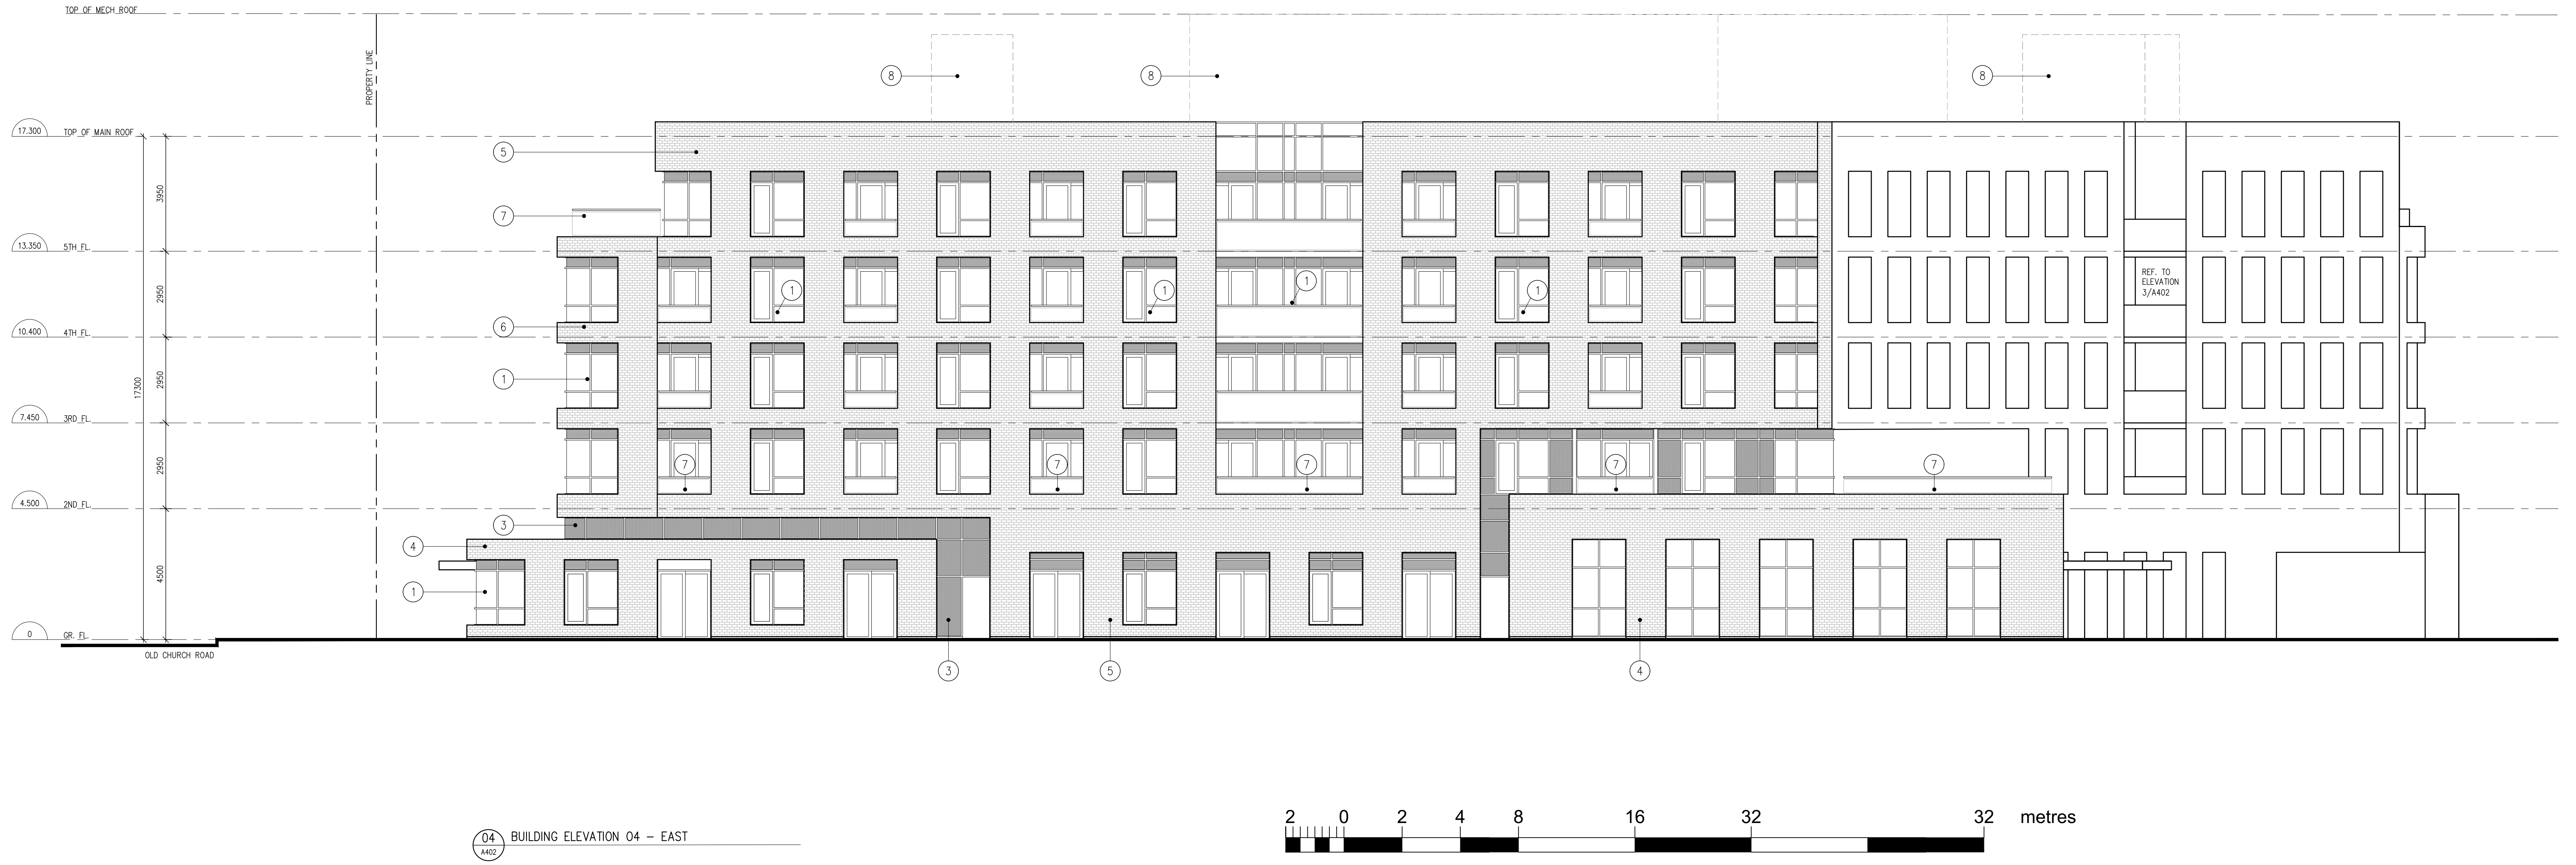 TOP OF MECH ROOF
PROPERTY LINE
8
8
8
17.300 TOP OF MAIN ROOF
5
3950
7
13.350 5TH FL.
REF. TO
ELEVATION
3/A402
1
1
1
1
2950
6
10.400 4TH FL.
1
2950
17300
7.450 3RD FL.
7
7
7
7
7
2950
4.500 2ND FL.
3
4
4500
1
0 GR. FL.
OLD CHURCH ROAD
3
5
4
2 0 2 4 8 16 32 32 metres
04 BUILDING ELEVATION 04 – EAST
A402